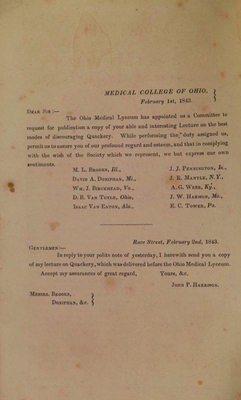 MEDICAL COLLEGE OF OHIO, }
February 1st, 1843. }
DEAR SIR :—
The Ohio Medical Lyceum has appointed us a Committee to
request for publication a copy of your able and interesting Lecture on the best
modes of discouraging Quackery. While performing the duty assigned us,
permit us to assure you of our profound regard and esteem, and that in complying
with the wish of the Society which we represent, we but express our own
sentiments.
M. L. BROOKS, Ill., J. J. PENNINGTON, Ia.,
DAVID A. DONIPHAN, Mi., J. R. MANTLE, N. Y.,
WM. J. BIRCKHEAD, Va., A. G. WEBB, Ky.,
D. B. VAN TUYLE, Ohio, J. W. HARMON, Mo.,
ISAAC VAN EATON, Ala., E. C. TOWER, Pa.
Race Street, February 2nd, 1843.
GENTLEMEN :—
In reply to your polite note of yesterday, I herewith send you a copy
of my lecture on Quackery, which was delivered before the Ohio Medical Lyceum.
Accept my assurances of great regard, Yours, &c.
JOHN P. HARRISON.
MESSRS. BROOKS, }
DONIPHAN, &c. }